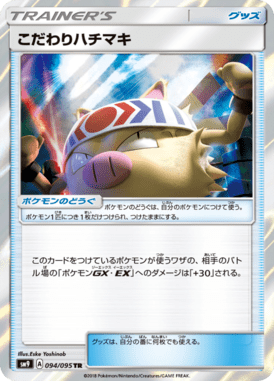 TRAINER'S
グッズ
こだわりハチマキ
ポケモンのどうぐ
ポケモンのどうぐは、自分のポケモンにつけて使う。
ポケモン1匹につき1枚だけつけられ、つけたままにする。
このカードをつけているポケモンが使うワザの、相手のバト
ル場の「ポケモンGX・EX」へのダメージは「+30」される。
グッズは、自分の番に何枚でも使える。
Illus.Eske Yoshinob
SM9 A 094/095 TR
©2018 Pokémon/Nintendo/Creatures/GAME FREAK.